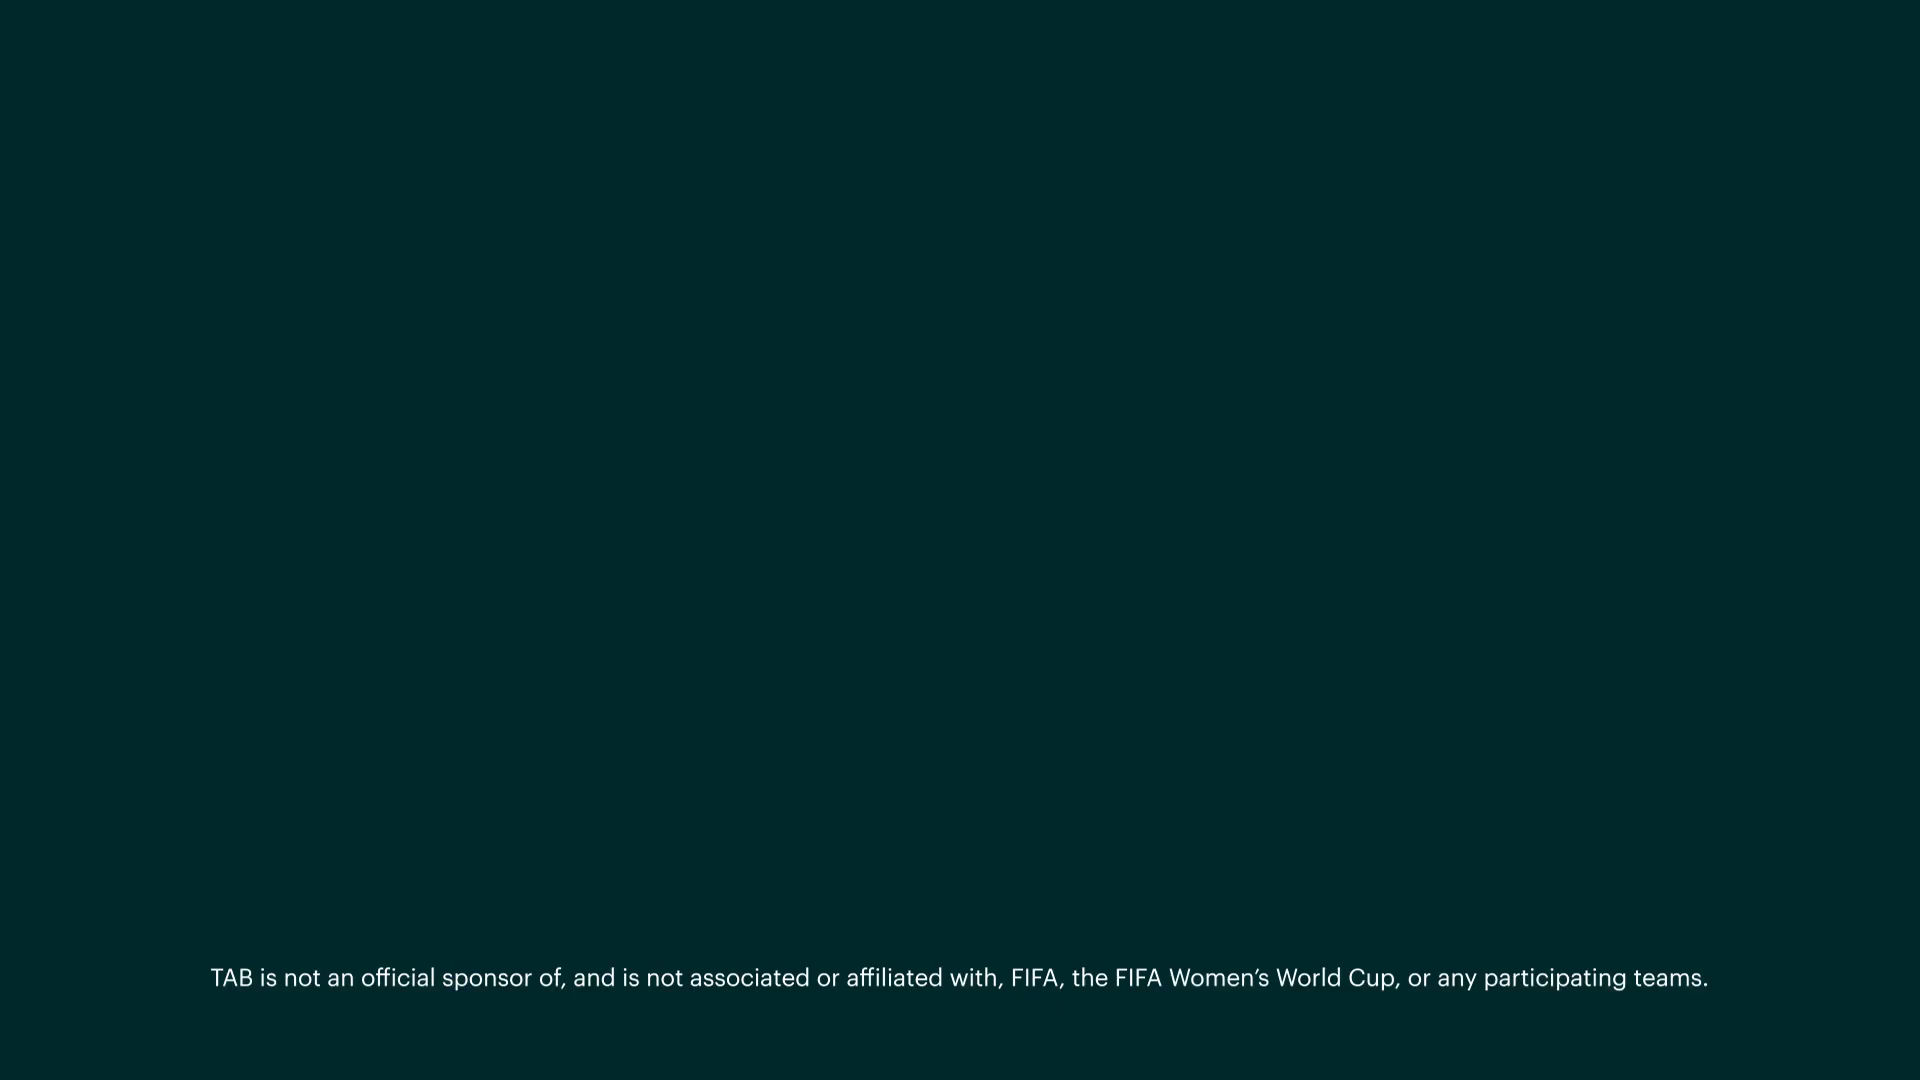 TAB is not an official sponsor of, and is not associated or affiliated with, FIFA, the FIFA Women’s World Cup, or any participating teams.